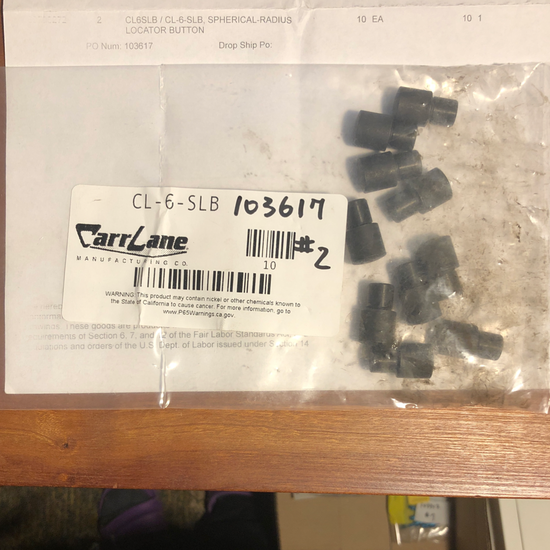 2 CL6SLB / CL-6-SLB, SPHERICAL-RADIUS 10 EA 10 1
LOCATOR BUTTON
PO Num: 103617 Drop Ship Po:
CL-6-SLB 103617
CarrLane
MANUFACTURING CO.
10
#2
WARNING: This product may contain nickel or other chemicals known to
the State of California to cause cancer. For more information, go to
www.P65Warnings.ca.gov.
These goods are
of Section 6, 7, and 12 of the Fair Labor Standards
and orders of the U.S. Dept. of Labor issued under Section 14